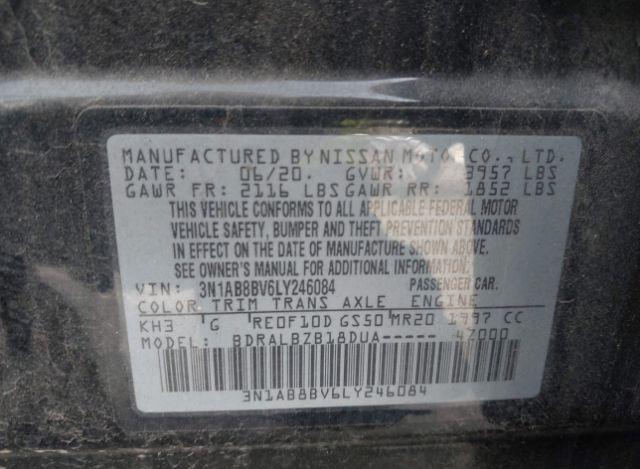 MANUFACTURED BY NISSAN MOTOR CO., LTD.
DATE: 06/20. GVWR: 3957 LBS
GAWR FR: 2116 LBS GAWR RR: 1852 LBS
THIS VEHICLE CONFORMS TO ALL APPLICABLE FEDERAL MOTOR
VEHICLE SAFETY, BUMPER AND THEFT PREVENTION STANDARDS
IN EFFECT ON THE DATE OF MANUFACTURE SHOWN ABOVE.
SEE OWNER'S MANUAL FOR ADDITIONAL INFORMATION
VIN: 3N1AB8BV6LY246084 PASSENGER CAR.
COLOR TRIM TRANS AXLE ENGINE
KH3 G RE0F10D GS50 MR20 1997 CC
MODEL: BDRALBZB18DUA----- 4Z000
3N1AB8BV6LY246084